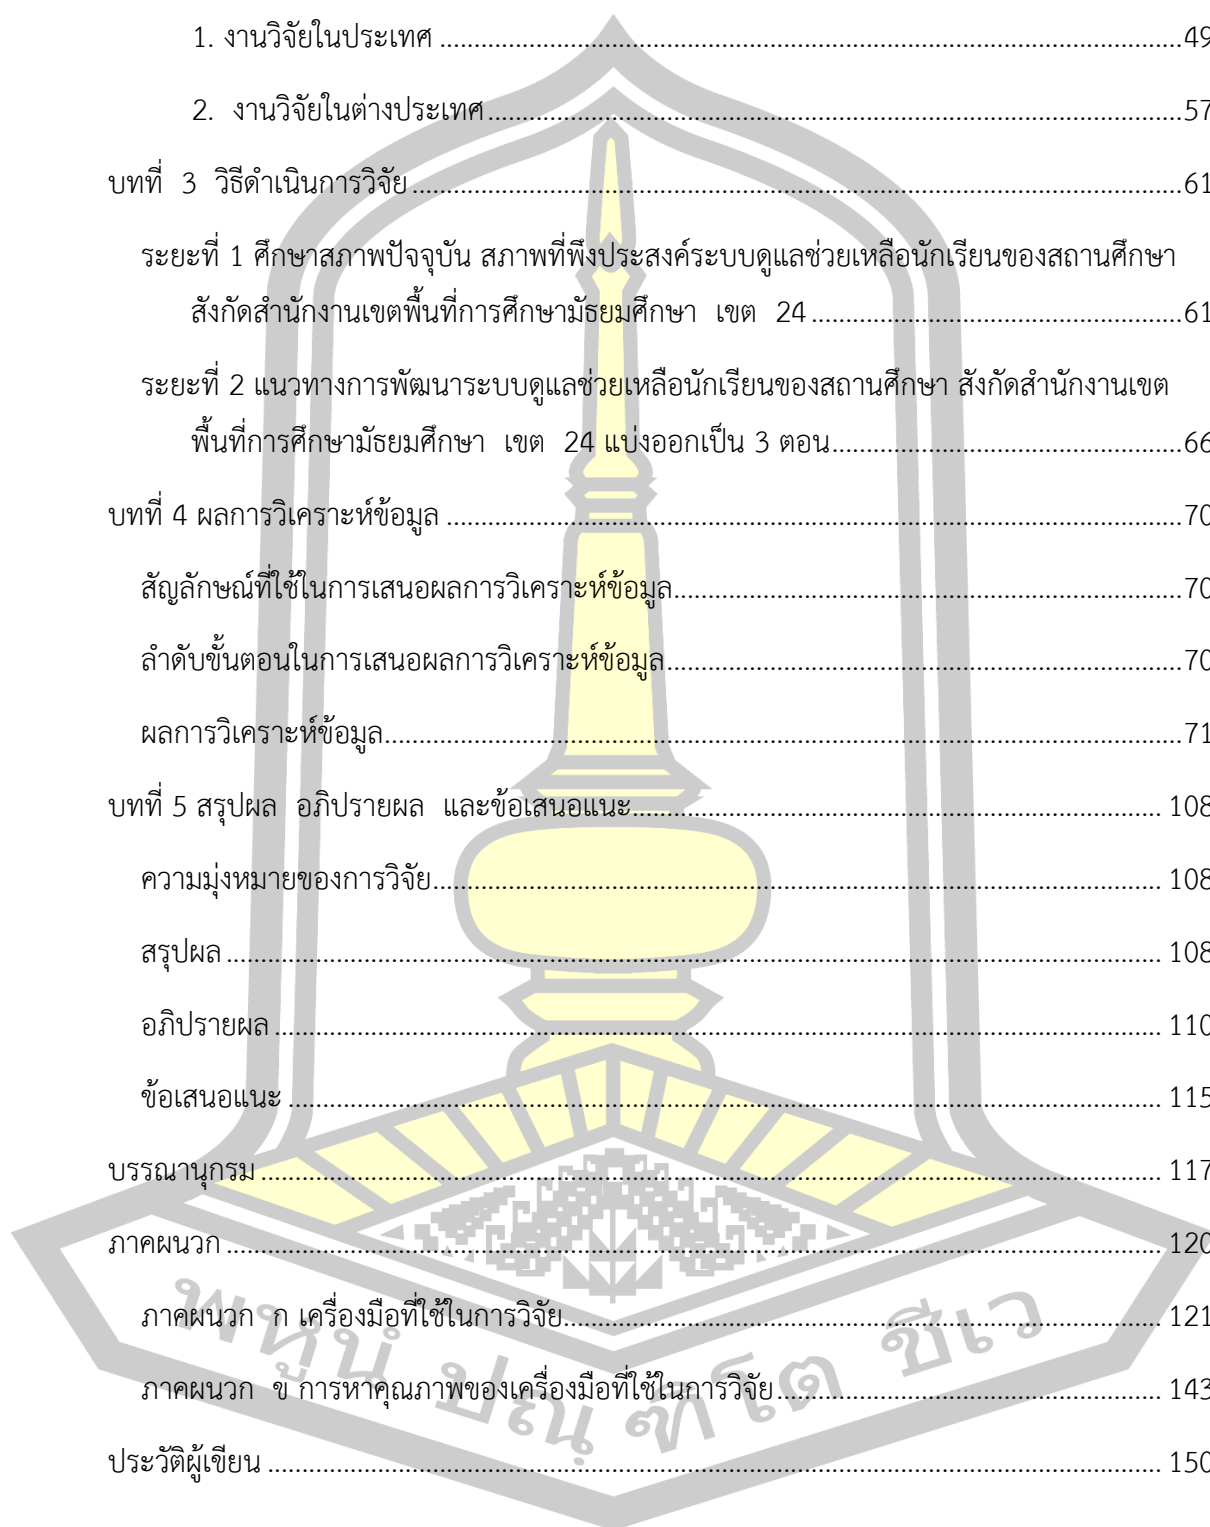 1. งานวิจัยในประเทศ ........ 49
2. งานวิจัยในต่างประเทศ ........ 57
บทที่ 3 วิธีดำเนินการวิจัย ........ 61
ระยะที่ 1 ศึกษาสภาพปัจจุบัน สภาพที่พึงประสงค์ระบบดูแลช่วยเหลือนักเรียนของสถานศึกษา
สังกัดสำนักงานเขตพื้นที่การศึกษามัธยมศึกษา เขต 24 ........ 61
ระยะที่ 2 แนวทางการพัฒนาระบบดูแลช่วยเหลือนักเรียนของสถานศึกษา สังกัดสำนักงานเขต
พื้นที่การศึกษามัธยมศึกษา เขต 24 แบ่งออกเป็น 3 ตอน ........ 66
บทที่ 4 ผลการวิเคราะห์ข้อมูล ........ 70
สัญลักษณ์ที่ใช้ในการเสนอผลการวิเคราะห์ข้อมูล ........ 70
ลำดับขั้นตอนในการเสนอผลการวิเคราะห์ข้อมูล ........ 70
ผลการวิเคราะห์ข้อมูล ........ 71
บทที่ 5 สรุปผล อภิปรายผล และข้อเสนอแนะ ........ 108
ความมุ่งหมายของการวิจัย ........ 108
สรุปผล ........ 108
อภิปรายผล ........ 110
ข้อเสนอแนะ ........ 115
บรรณานุกรม ........ 117
ภาคผนวก ........ 120
ภาคผนวก ก เครื่องมือที่ใช้ในการวิจัย ........ 121
ภาคผนวก ข การหาคุณภาพของเครื่องมือที่ใช้ในการวิจัย ........ 143
ประวัติผู้เขียน ........ 150
พหูนํ ปณฺฑิโต ชีเว